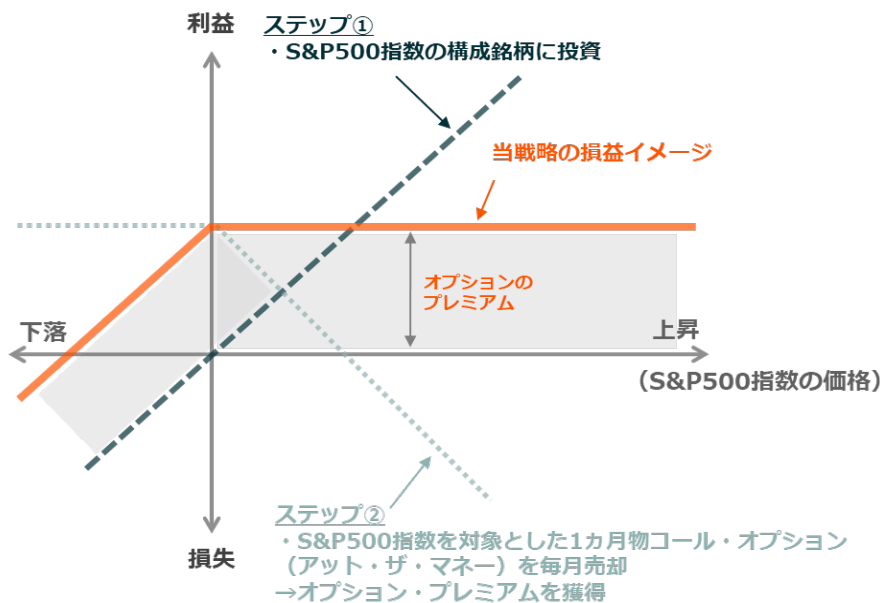 利益
ステップ①
・S&P500指数の構成銘柄に投資
当戦略の損益イメージ
オプションの
プレミアム
下落
上昇
（S&P500指数の価格）
ステップ②
・S&P500指数を対象とした1ヵ月物コール・オプション
（アット・ザ・マネー）を毎月売却
→オプション・プレミアムを獲得
損失